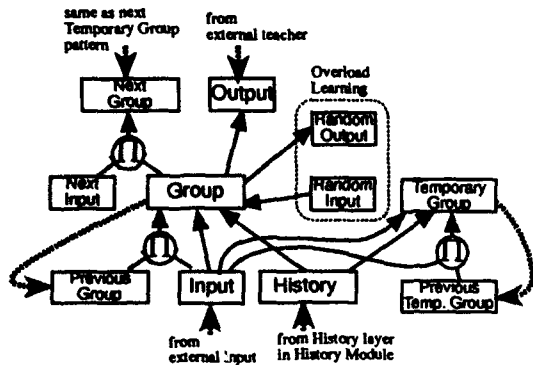 same as next
Temporary Group
pattern
from
external teacher
Next
Group
Output
Overload
Learning
Random
Output
Π
Next
Input
Group
Random
Input
Temporary
Group
Π
Π
Previous
Group
Input
History
Previous
Temp. Group
from
external input
from History layer
in History Module